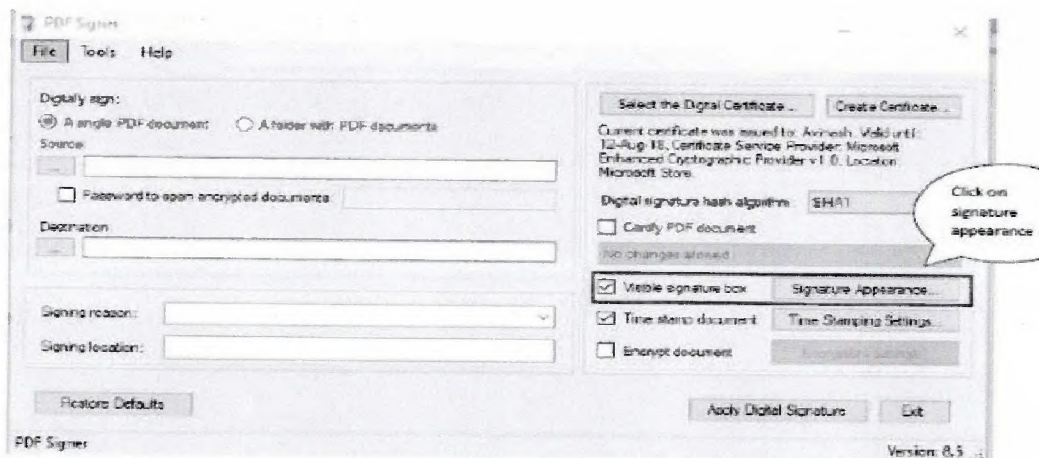 PDF Signer
File Tools Help
Digitally sign:
A single PDF document A folder with PDF documents
Source
...
Password to open encrypted documents
Destination
...
Signing reason:
Signing location:
Select the Digital Certificate... Create Certificate...
Current certificate was issued to: Avinash. Valid until:
12-Aug-18, Certificate Service Provider: Microsoft
Enhanced Cryptographic Provider v1.0. Location:
Microsoft Store.
Digital signature hash algorithm SHA1
Certify PDF document
No changes allowed
Visible signature box Signature Appearance...
Time stamp document Time Stamping Settings...
Encrypt document
Click on
signature
appearance
Restore Defaults Apply Digital Signature Exit
PDF Signer Version: 8.5